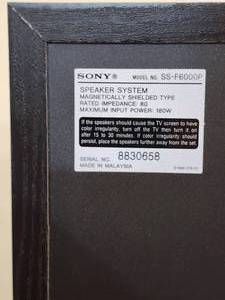 SONY® MODEL NO. SS-F6000P
SPEAKER SYSTEM
MAGNETICALLY SHIELDED TYPE
RATED IMPEDANCE: 8Ω
MAXIMUM INPUT POWER: 180W
If the speakers should cause the TV screen to have
color irregularity, turn off the TV then turn it on
after 15 to 30 minutes. If color irregularity should
persist, place the speakers further away from the set.
SERIAL NO. 8830658
MADE IN MALAYSIA